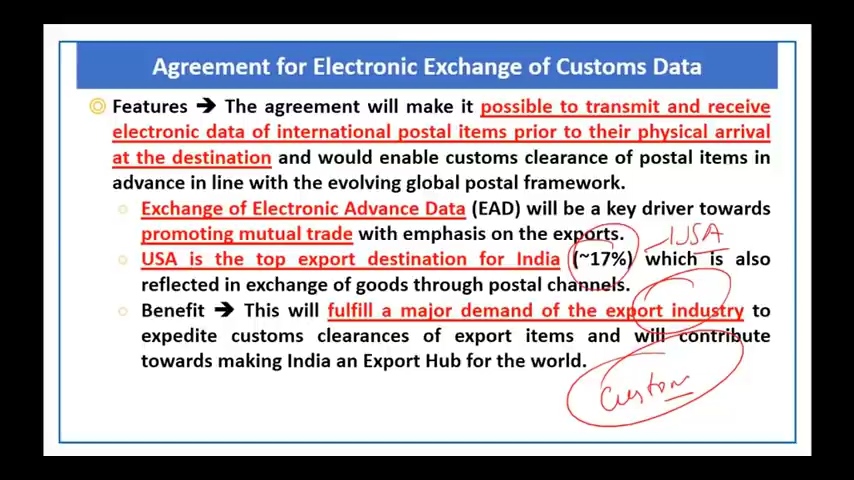 Agreement for Electronic Exchange of Customs Data
Features ➔ The agreement will make it possible to transmit and receive
electronic data of international postal items prior to their physical arrival
at the destination and would enable customs clearance of postal items in
advance in line with the evolving global postal framework.
Exchange of Electronic Advance Data (EAD) will be a key driver towards
promoting mutual trade with emphasis on the exports.
USA
USA is the top export destination for India (~17%) which is also
reflected in exchange of goods through postal channels.
Benefit ➔ This will fulfill a major demand of the export industry to
expedite customs clearances of export items and will contribute
towards making India an Export Hub for the world.
Custom